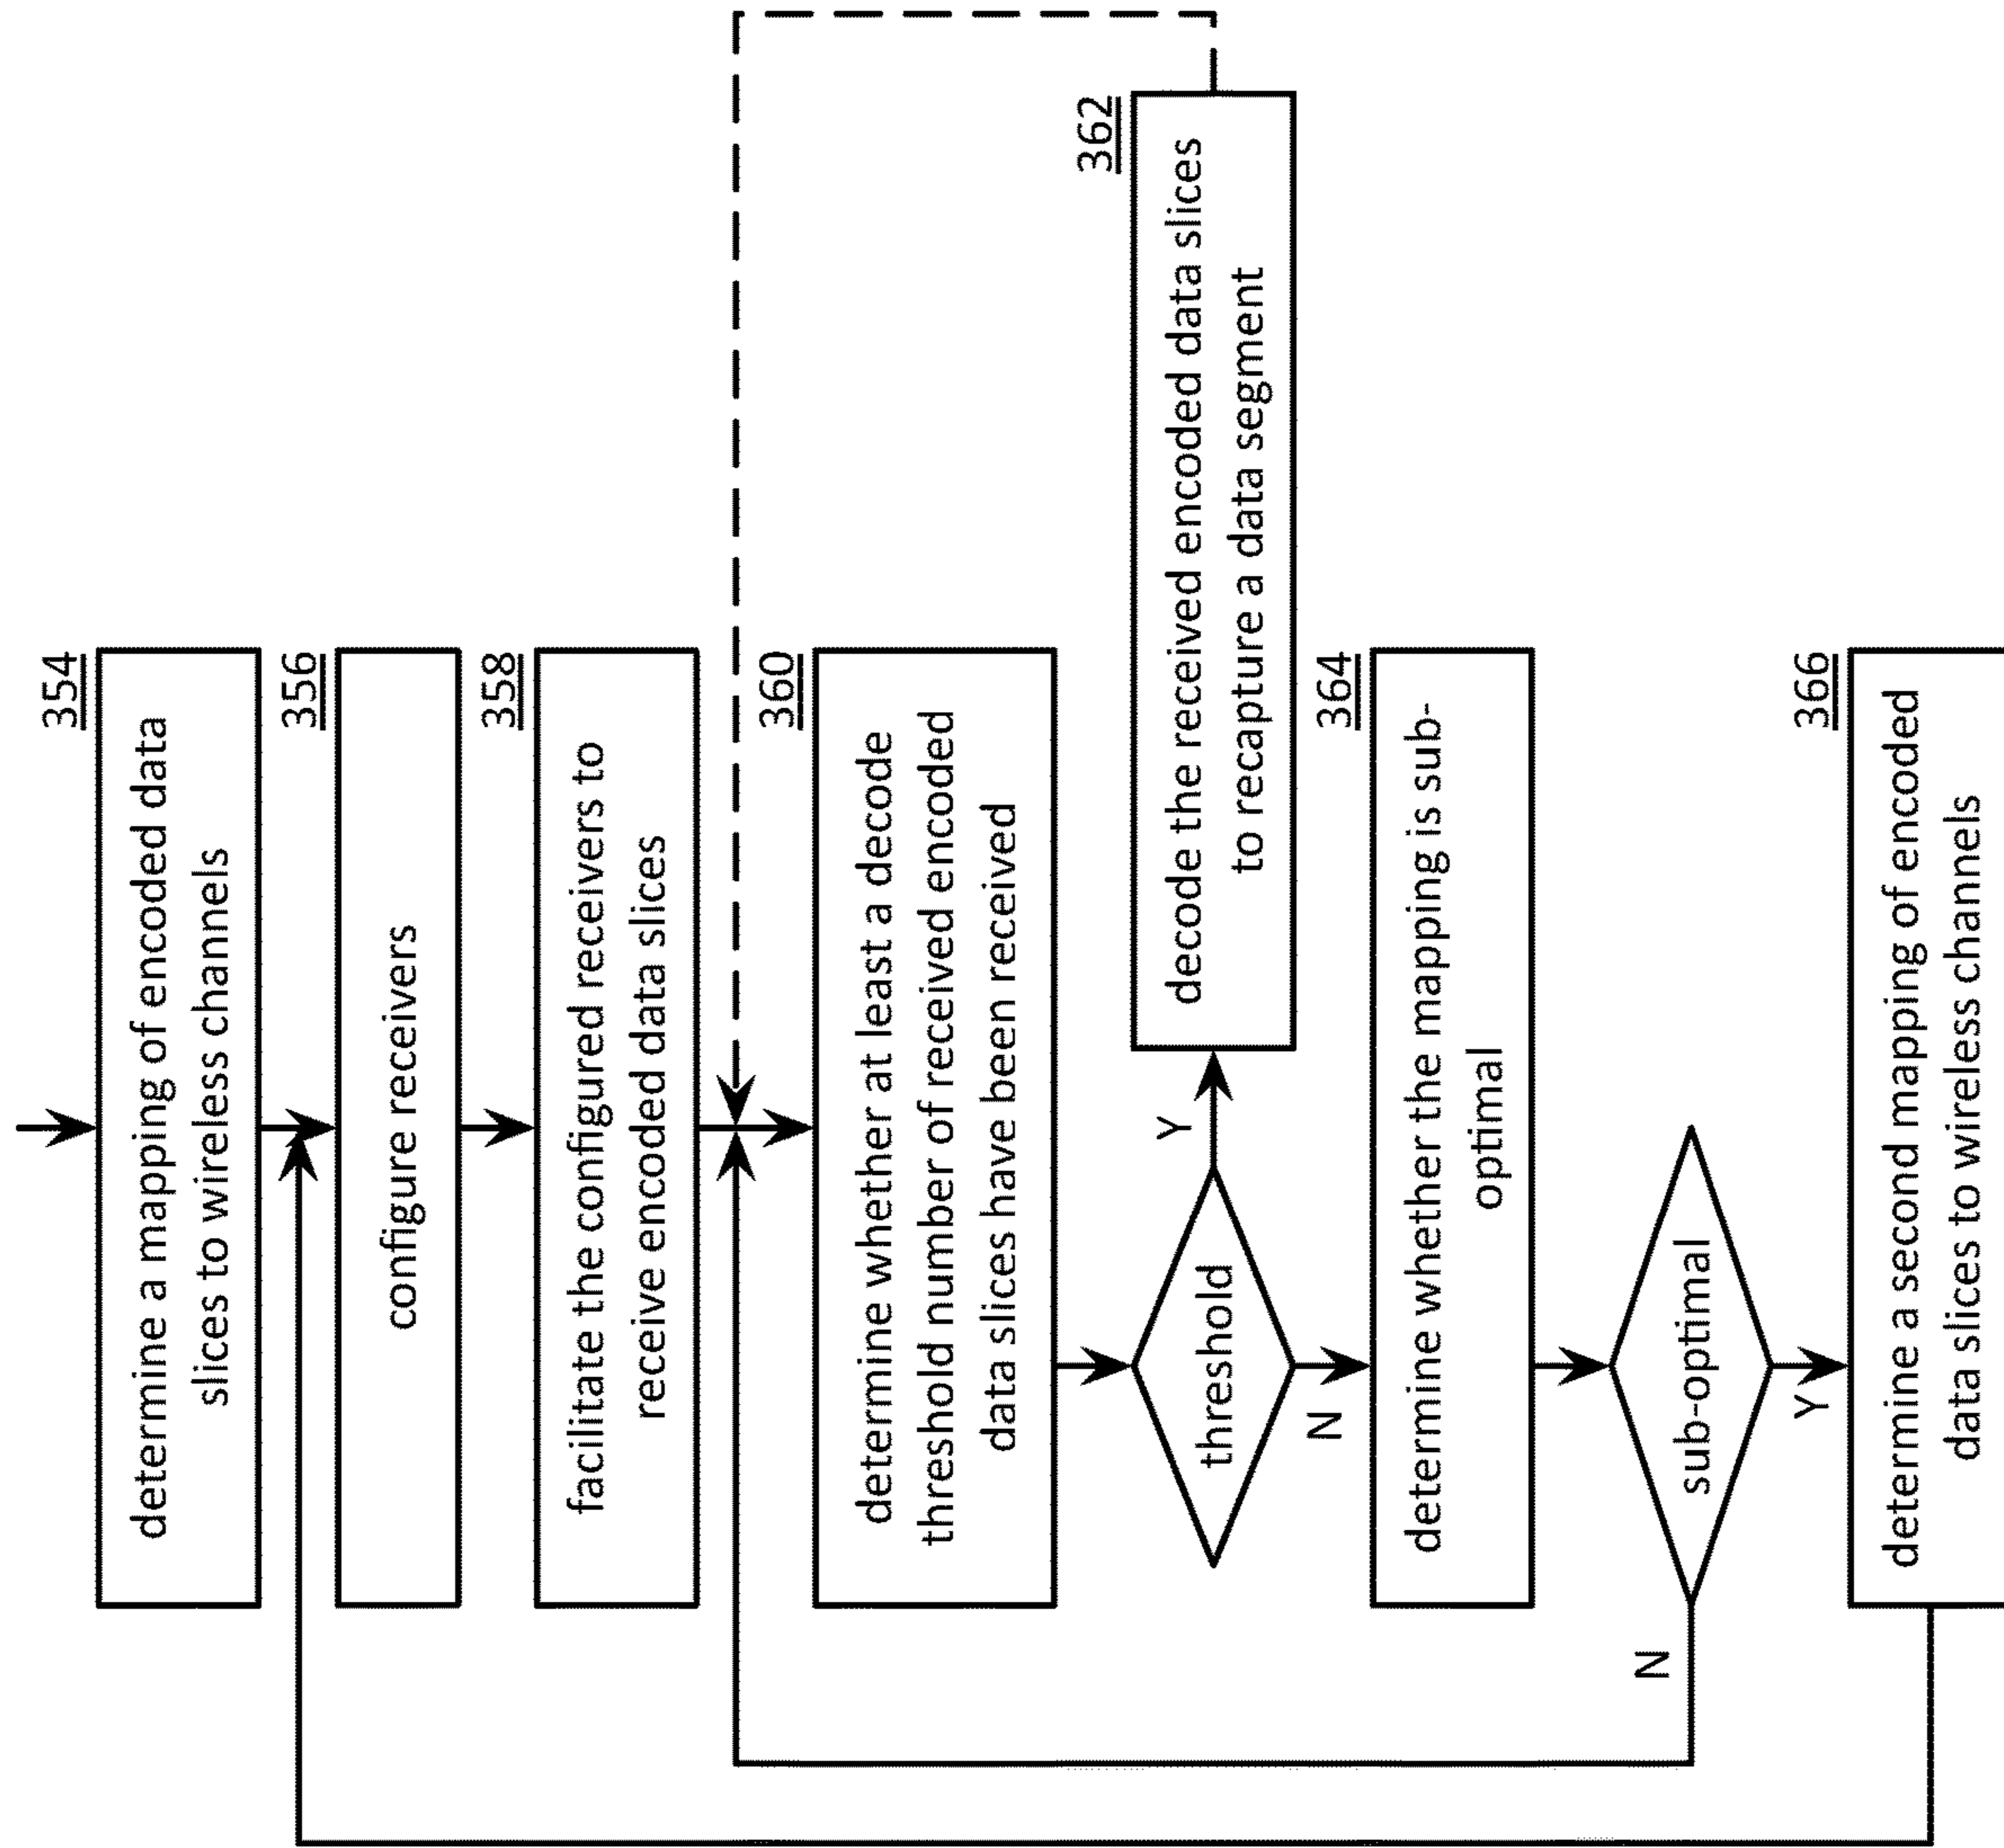 354
determine a mapping of encoded data
slices to wireless channels
356
configure receivers
358
facilitate the configured receivers to
receive encoded data slices
360
determine whether at least a decode
threshold number of received encoded
data slices have been received
threshold
Y
N
362
decode the received encoded data slices
to recapture a data segment
364
determine whether the mapping is sub-
optimal
sub-optimal
N
Y
366
determine a second mapping of encoded
data slices to wireless channels